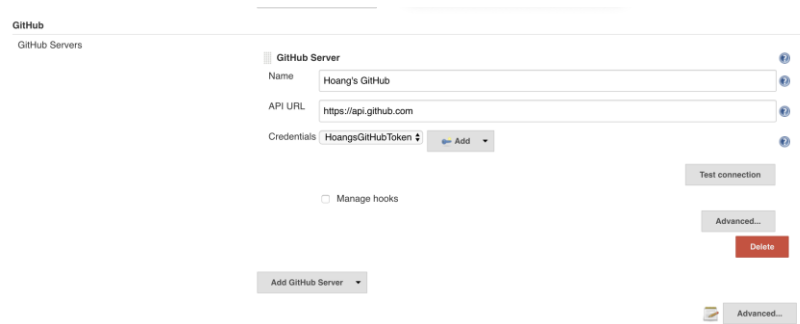 GitHub
GitHub Servers
GitHub Server
Name
Hoang's GitHub
API URL
https://api.github.com
Credentials
HoangsGitHubToken
Add
Test connection
Manage hooks
Advanced...
Delete
Add GitHub Server
Advanced...